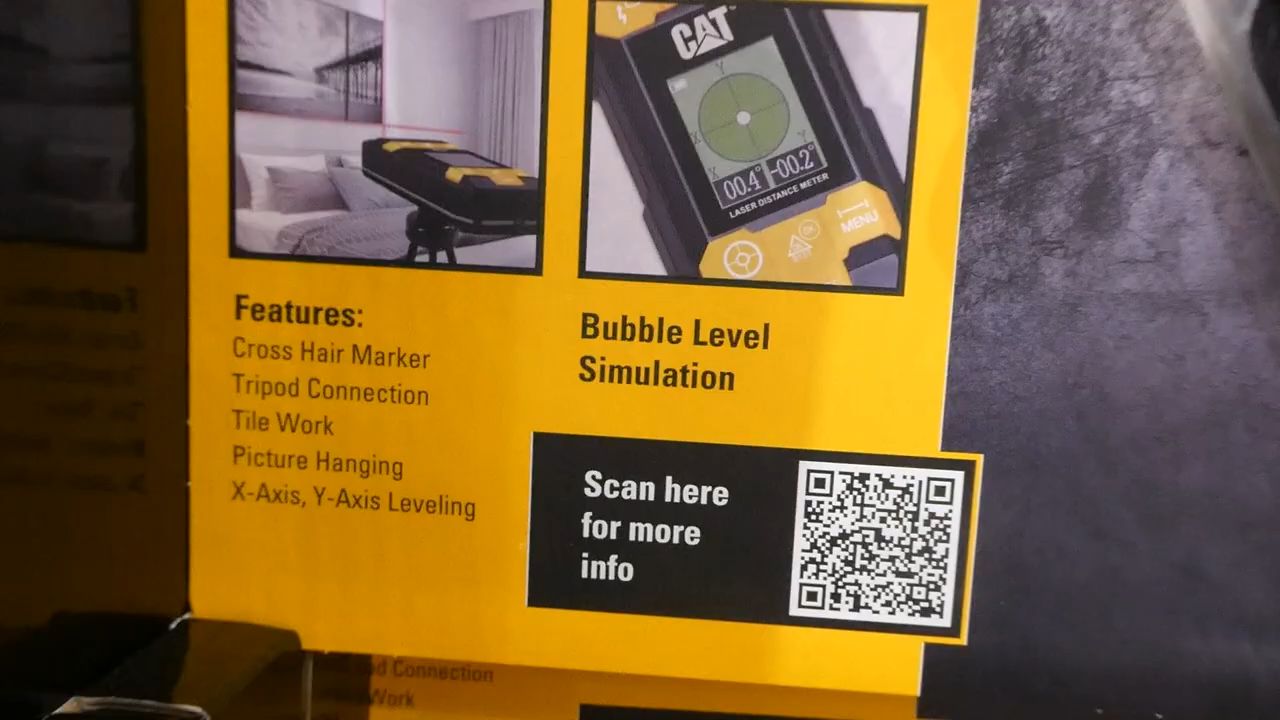 CAT
Y
X
Y
X
00.4° -00.2°
LASER DISTANCE METER
MENU
Features:
Cross Hair Marker
Tripod Connection
Tile Work
Picture Hanging
X-Axis, Y-Axis Leveling
Bubble Level
Simulation
Scan here
for more
info
Connection
Work